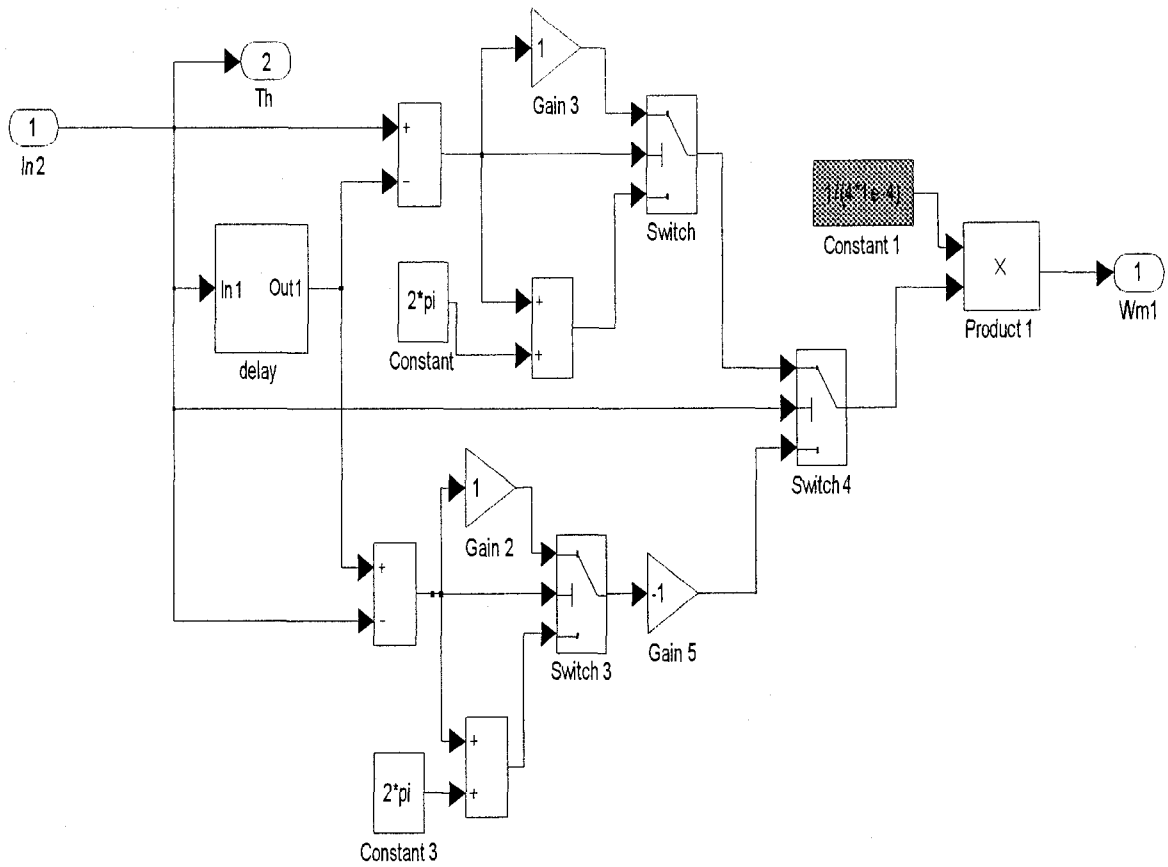 1
In2
2
Th
1
Gain 3
+
−
Switch
In1 Out1
delay
2*pi
Constant
+
+
1/(4*1e-4)
Constant 1
X
Product 1
1
Wm1
Switch 4
1
Gain 2
+
−
Switch 3
-1
Gain 5
+
+
2*pi
Constant 3